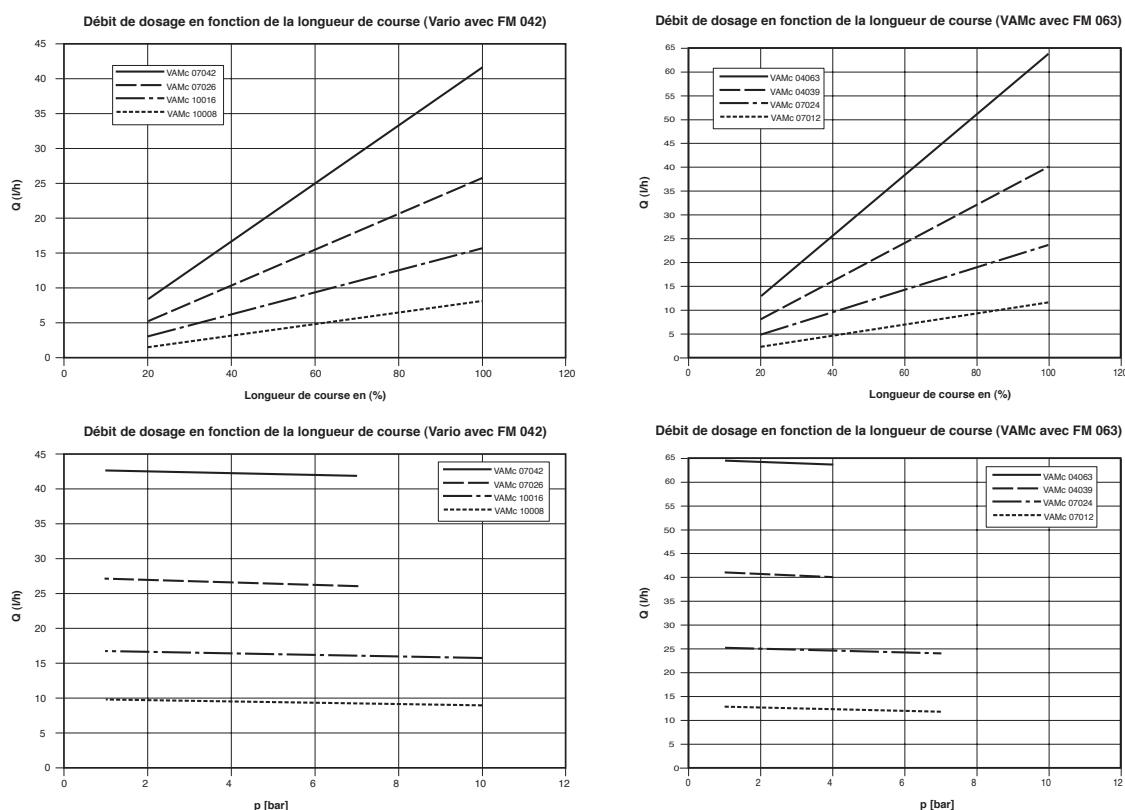 Débit de dosage en fonction de la longueur de course (Vario avec FM 042)
45
40
35
30
25
20
15
10
5
0
Q (l/h)
VAMc 07042
VAMc 07026
VAMc 10016
VAMc 10008
0 20 40 60 80 100 120
Longueur de course en (%)
Débit de dosage en fonction de la longueur de course (VAMc avec FM 063)
65
60
55
50
45
40
35
30
25
20
15
10
5
0
Q (l/h)
VAMc 04063
VAMc 04039
VAMc 07024
VAMc 07012
0 20 40 60 80 100 120
Longueur de course en (%)
Débit de dosage en fonction de la longueur de course (Vario avec FM 042)
45
40
35
30
25
20
15
10
5
0
Q (l/h)
VAMc 07042
VAMc 07026
VAMc 10016
VAMc 10008
0 2 4 6 8 10 12
p [bar]
Débit de dosage en fonction de la longueur de course (VAMc avec FM 063)
65
60
55
50
45
40
35
30
25
20
15
10
5
0
Q (l/h)
VAMc 04063
VAMc 04039
VAMc 07024
VAMc 07012
0 2 4 6 8 10 12
p [bar]